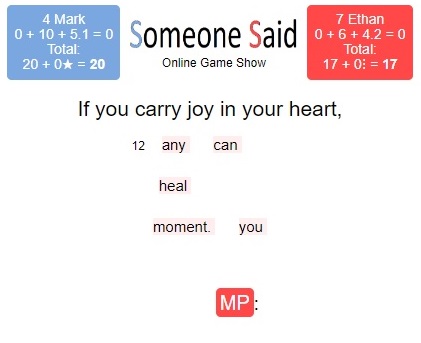 4 Mark
0 + 10 + 5.1 = 0
Total:
20 + 0★ = 20
Someone Said
Online Game Show
7 Ethan
0 + 6 + 4.2 = 0
Total:
17 + 0⁝ = 17
If you carry joy in your heart,
12 any can
heal
moment. you
MP: